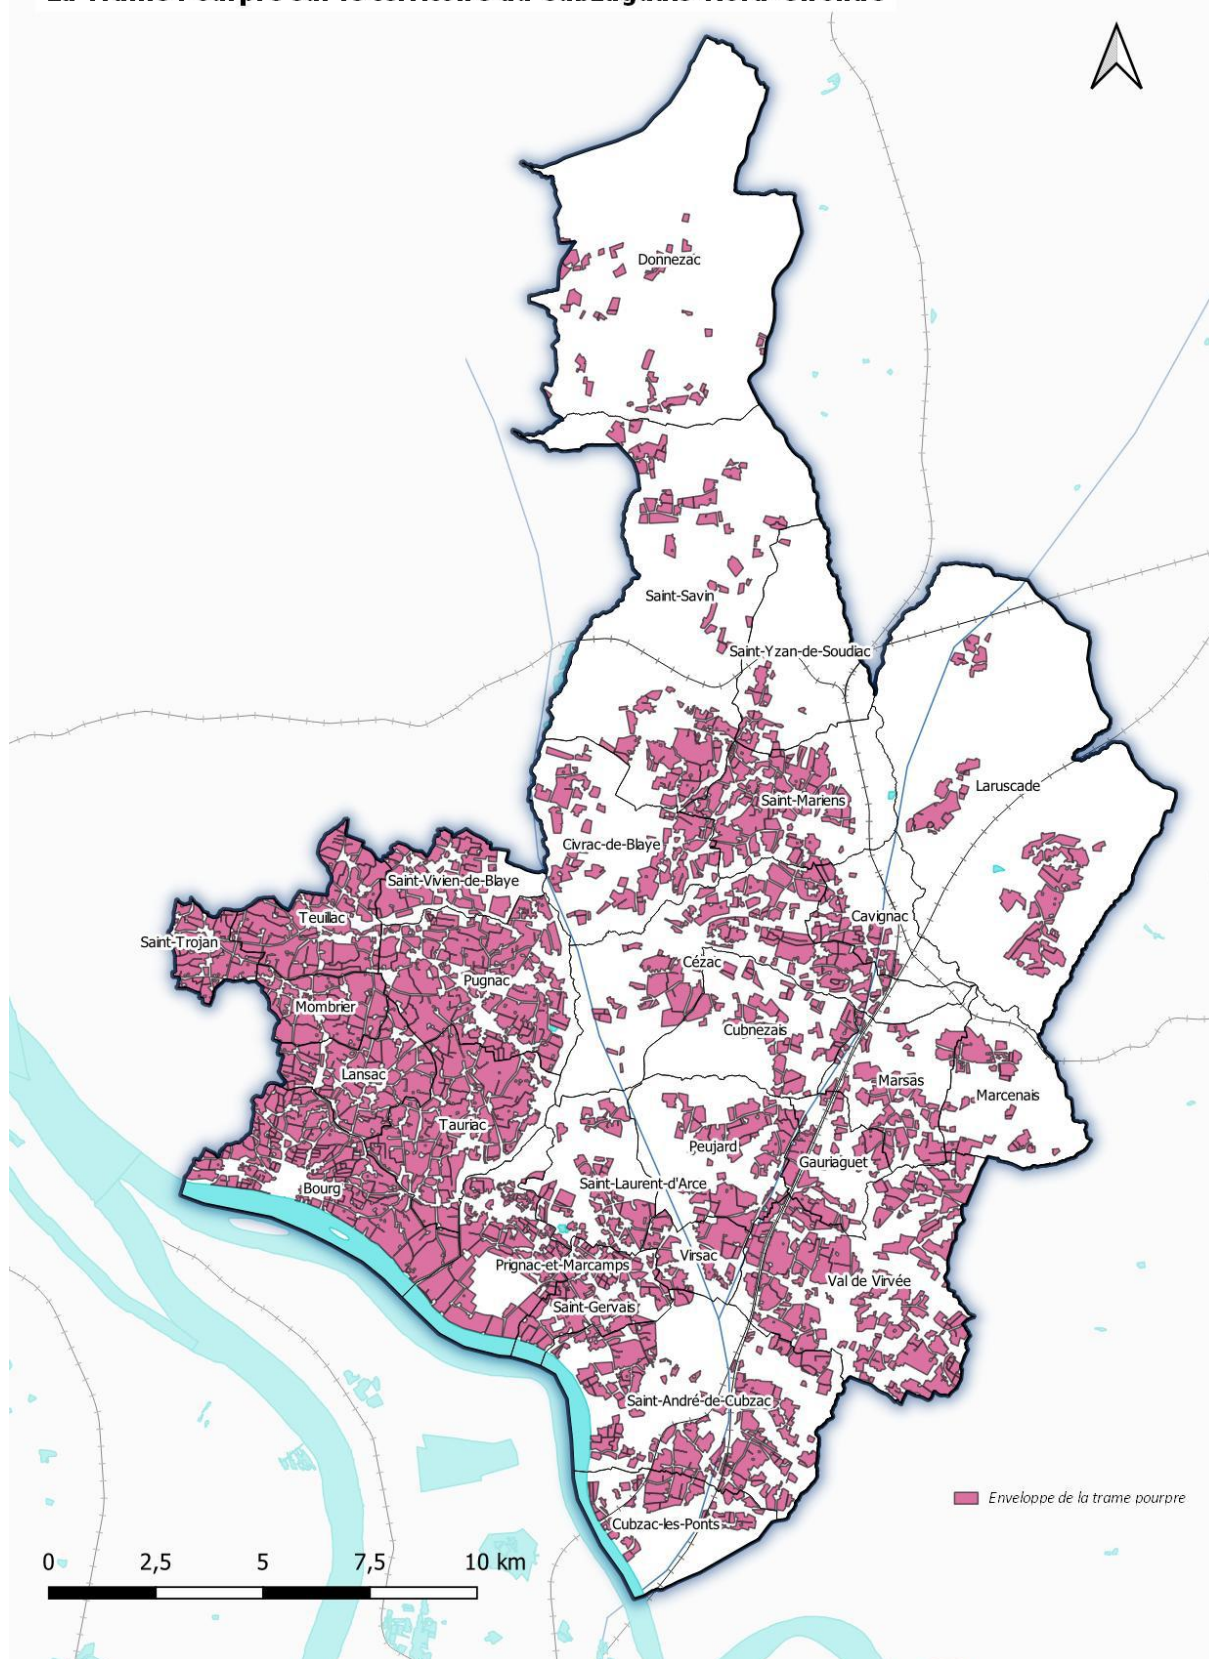 Donnezac
Saint-Savin
Saint-Yzan-de-Soudiac
Laruscade
Saint-Mariens
Civrac-de-Blaye
Saint-Vivien-de-Blaye
Teuillac
Cavignac
Saint-Trojan
Cézac
Pugnac
Mombrier
Cubnezais
Lansac
Marsas
Marcenais
Tauriac
Peujard
Gauriaguet
Saint-Laurent-d'Arce
Bourg
Virsac
Prignac-et-Marcamps
Val de Virvée
Saint-Gervais
Saint-André-de-Cubzac
Enveloppe de la trame pourpre
Cubzac-les-Ponts
0 2,5 5 7,5 10 km